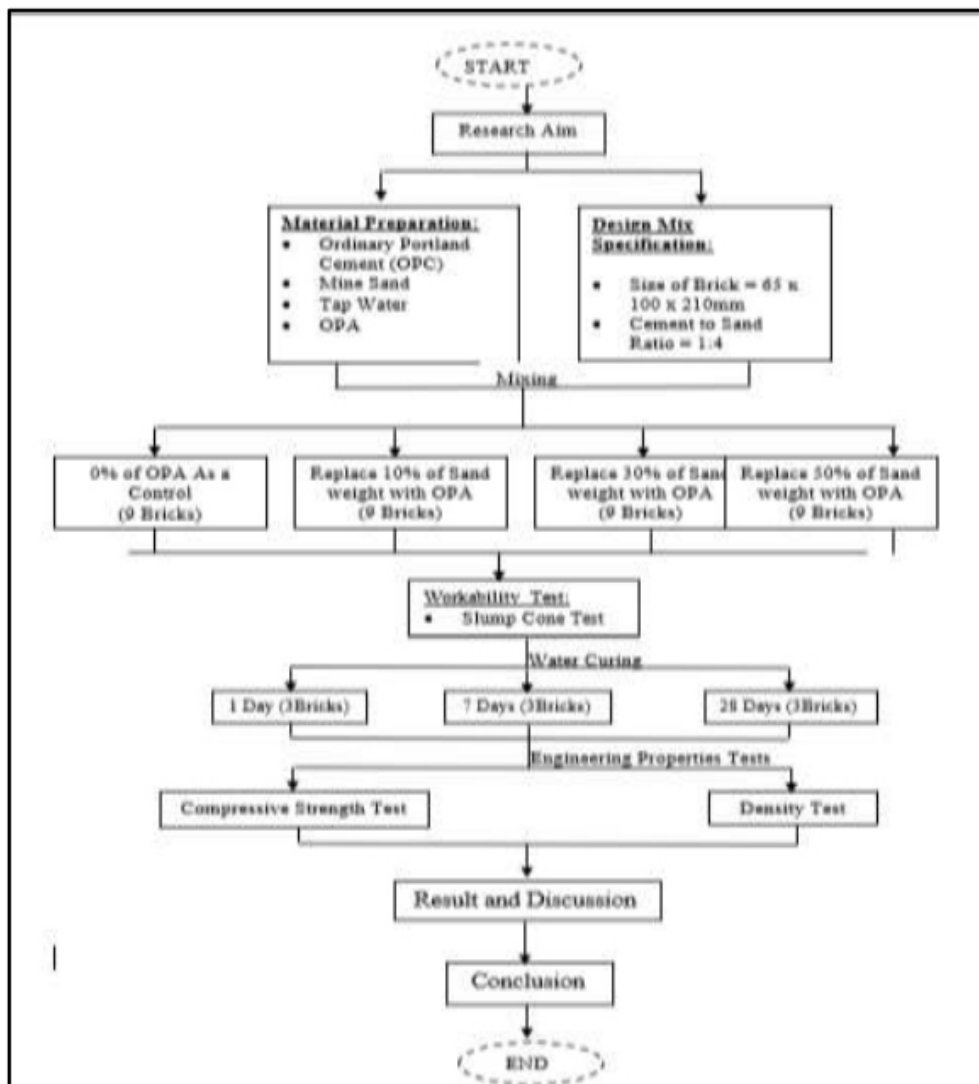 START
Research Aim
Material Preparation:
• Ordinary Portland
Cement (OPC)
• Mine Sand
• Tap Water
• OPA
Design Mix
Specification:
• Size of Brick = 65 x
100 x 210mm
• Cement to Sand
Ratio = 1:4
Mixing
0% of OPA As a
Control
(9 Bricks)
Replace 10% of Sand
weight with OPA
(9 Bricks)
Replace 30% of Sand
weight with OPA
(9 Bricks)
Replace 50% of Sand
weight with OPA
(9 Bricks)
Workability Test:
• Slump Cone Test
Water Curing
1 Day (3Bricks)
7 Days (3Bricks)
28 Days (3Bricks)
Engineering Properties Tests
Compressive Strength Test
Density Test
Result and Discussion
Conclusion
END